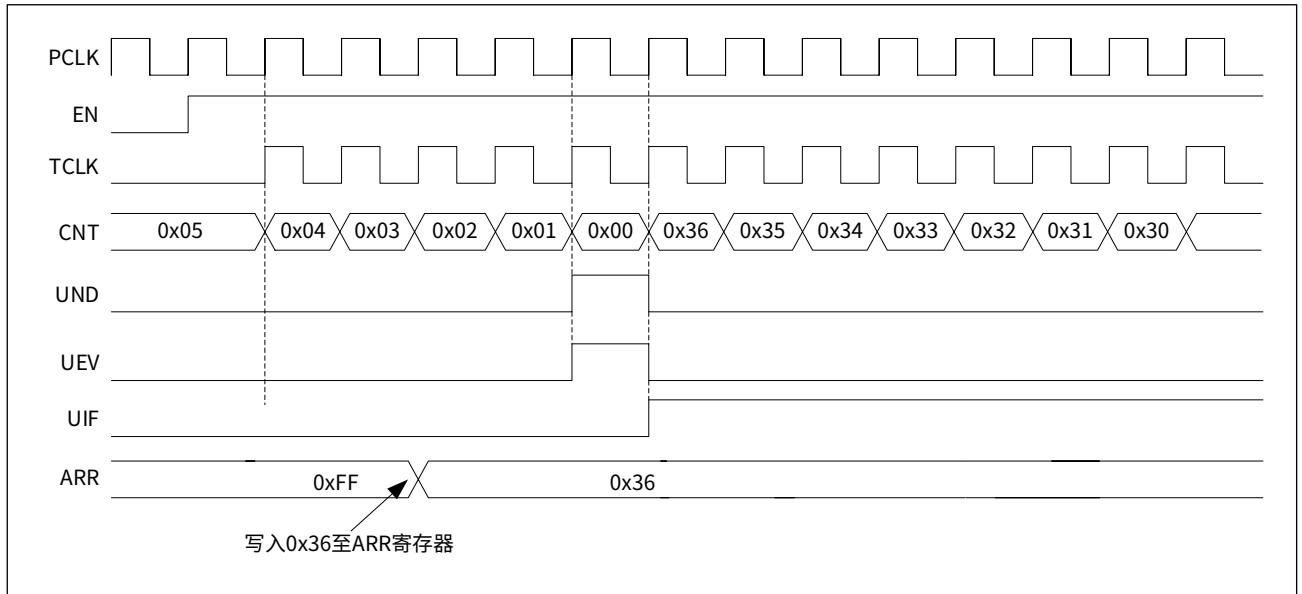 PCLK
EN
TCLK
CNT 0x05 0x04 0x03 0x02 0x01 0x00 0x36 0x35 0x34 0x33 0x32 0x31 0x30
UND
UEV
UIF
ARR 0xFF 0x36
写入0x36至ARR寄存器